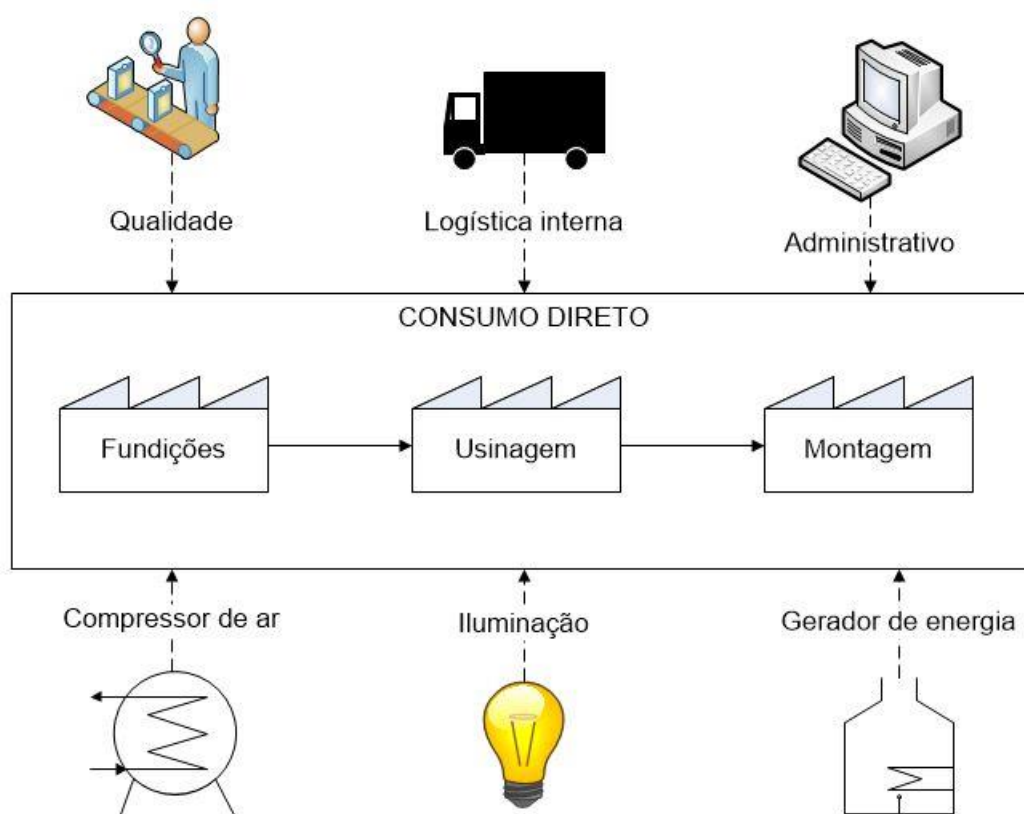 Qualidade
Logística interna
Administrativo
CONSUMO DIRETO
Fundições
Usinagem
Montagem
Compressor de ar
Iluminação
Gerador de energia